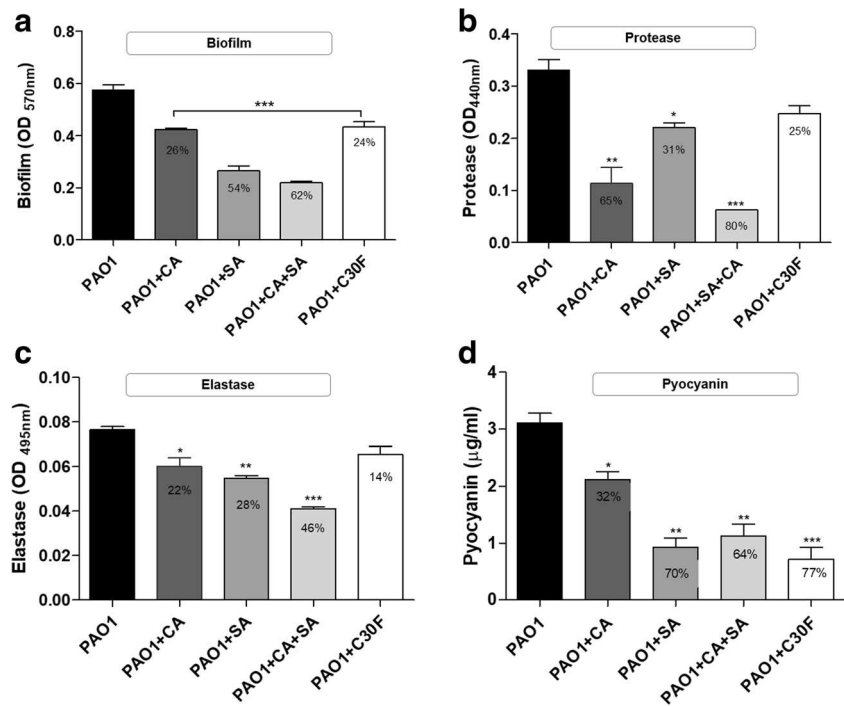 a
Biofilm
Biofilm (OD 570nm)
0.8
0.6
0.4
0.2
0.0
***
26%
54%
62%
24%
PAO1
PAO1+CA
PAO1+SA
PAO1+CA+SA
PAO1+C30F
b
Protease
Protease (OD440nm)
0.4
0.3
0.2
0.1
0.0
**
*
***
65%
31%
80%
25%
PAO1
PAO1+CA
PAO1+SA
PAO1+SA+CA
PAO1+C30F
c
Elastase
Elastase (OD 495nm)
0.10
0.08
0.06
0.04
0.02
0.00
*
**
***
22%
28%
46%
14%
PAO1
PAO1+CA
PAO1+SA
PAO1+CA+SA
PAO1+C30F
d
Pyocyanin
Pyocyanin (μg/ml)
4
3
2
1
0
*
**
**
***
32%
70%
64%
77%
PAO1
PAO1+CA
PAO1+SA
PAO1+CA+SA
PAO1+C30F